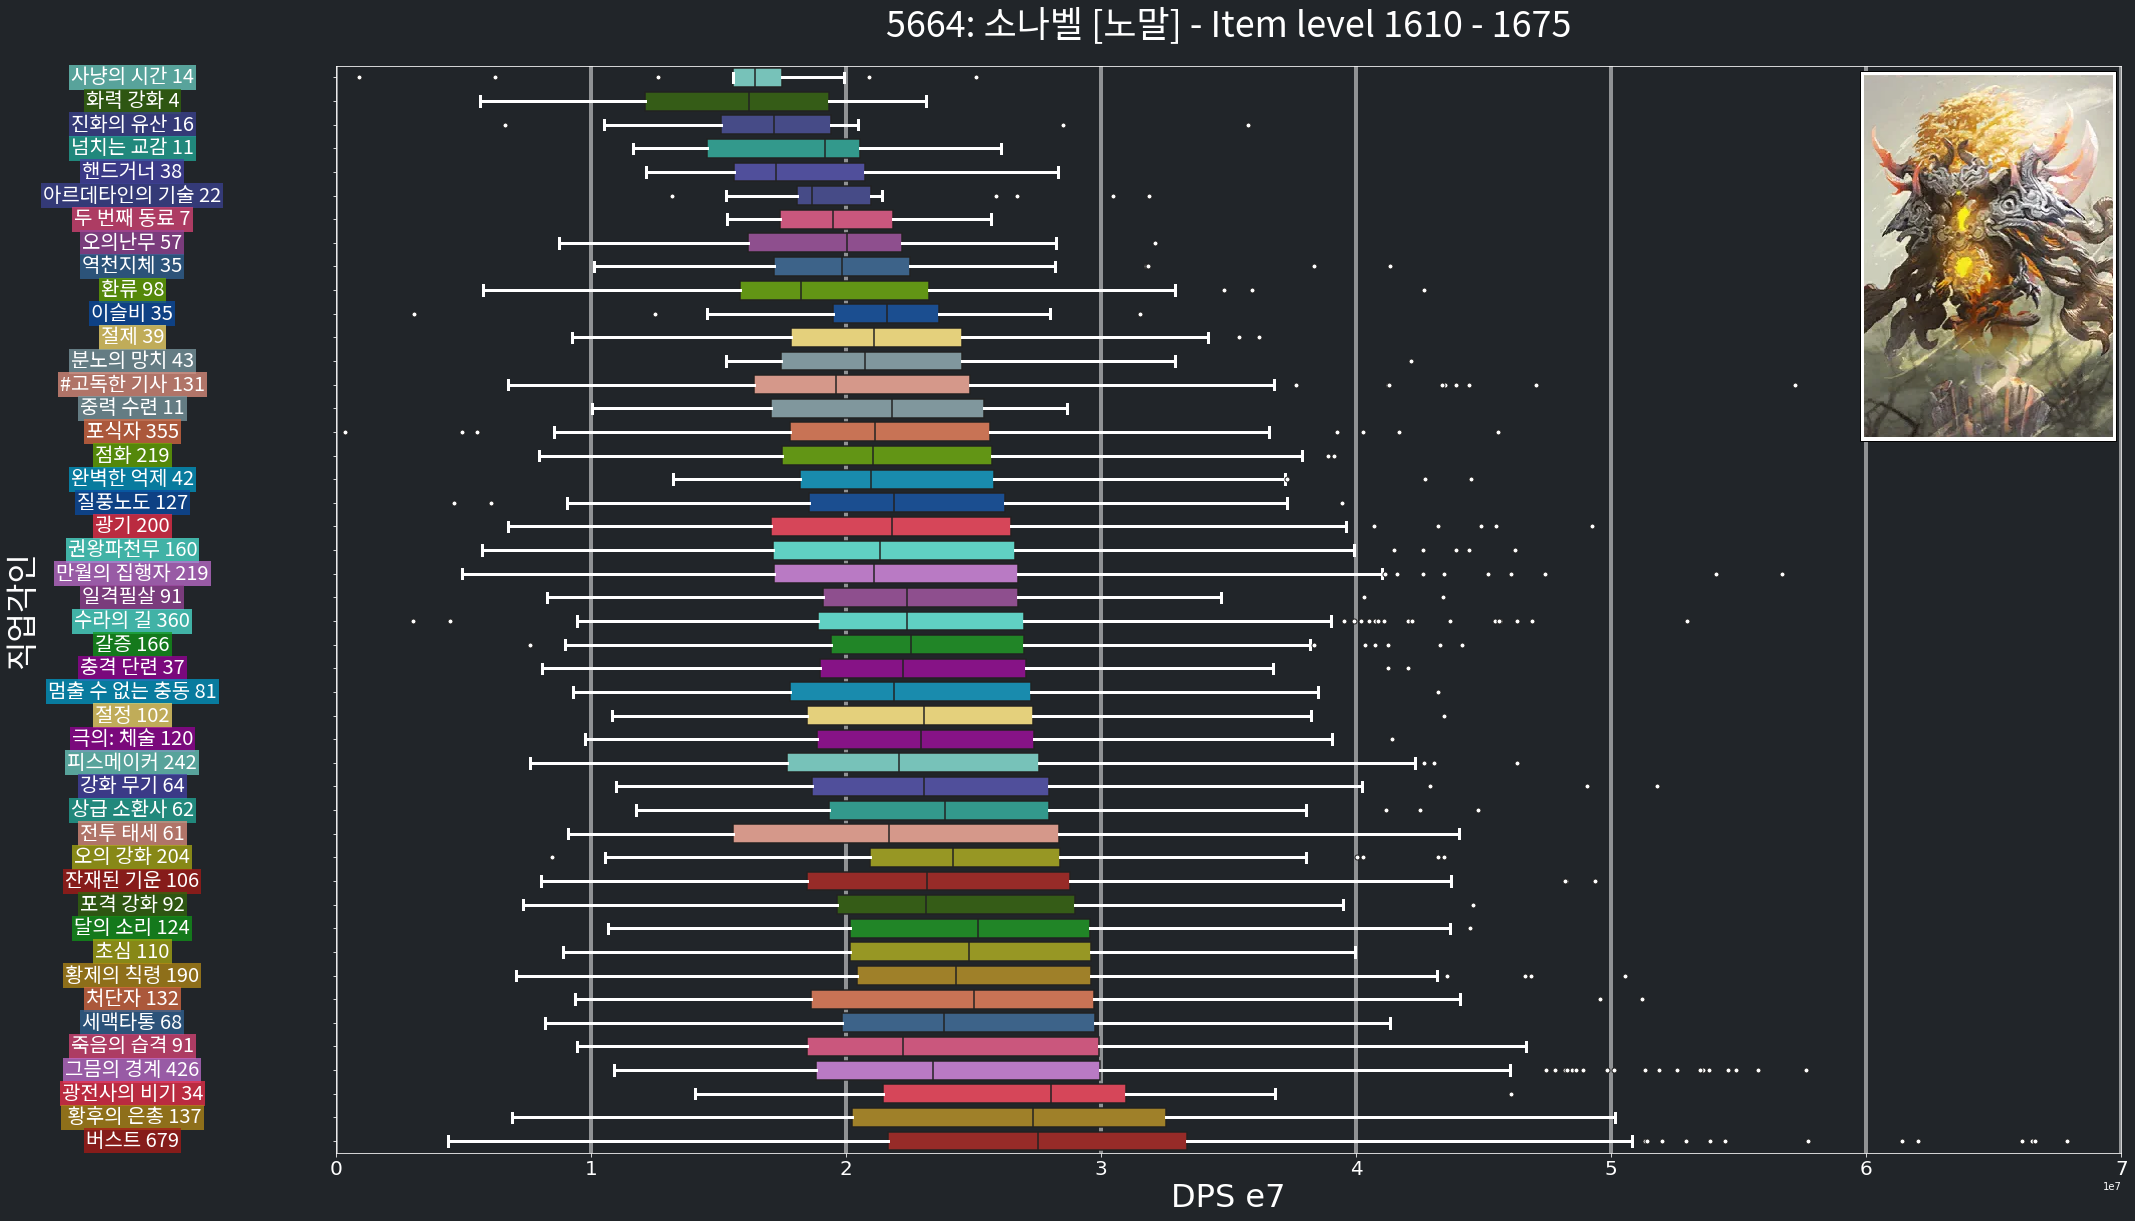 5664: 소나벨 [노말] - Item level 1610 - 1675
사냥의 시간 14
화력 강화 4
진화의 유산 16
넘치는 교감 11
핸드거너 38
아르데타인의 기술 22
두 번째 동료 7
오의난무 57
역천지체 35
환류 98
이슬비 35
절제 39
분노의 망치 43
#고독한 기사 131
중력 수련 11
포식자 355
점화 219
완벽한 억제 42
질풍노도 127
광기 200
권왕파천무 160
만월의 집행자 219
일격필살 91
수라의 길 360
갈증 166
충격 단련 37
멈출 수 없는 충동 81
절정 102
극의: 체술 120
피스메이커 242
강화 무기 64
상급 소환사 62
전투 태세 61
오의 강화 204
잔재된 기운 106
포격 강화 92
달의 소리 124
초심 110
황제의 칙령 190
처단자 132
세맥타통 68
죽음의 습격 91
그믐의 경계 426
광전사의 비기 34
황후의 은총 137
버스트 679
직업각인
0 1 2 3 4 5 6 7
1e7
DPS e7